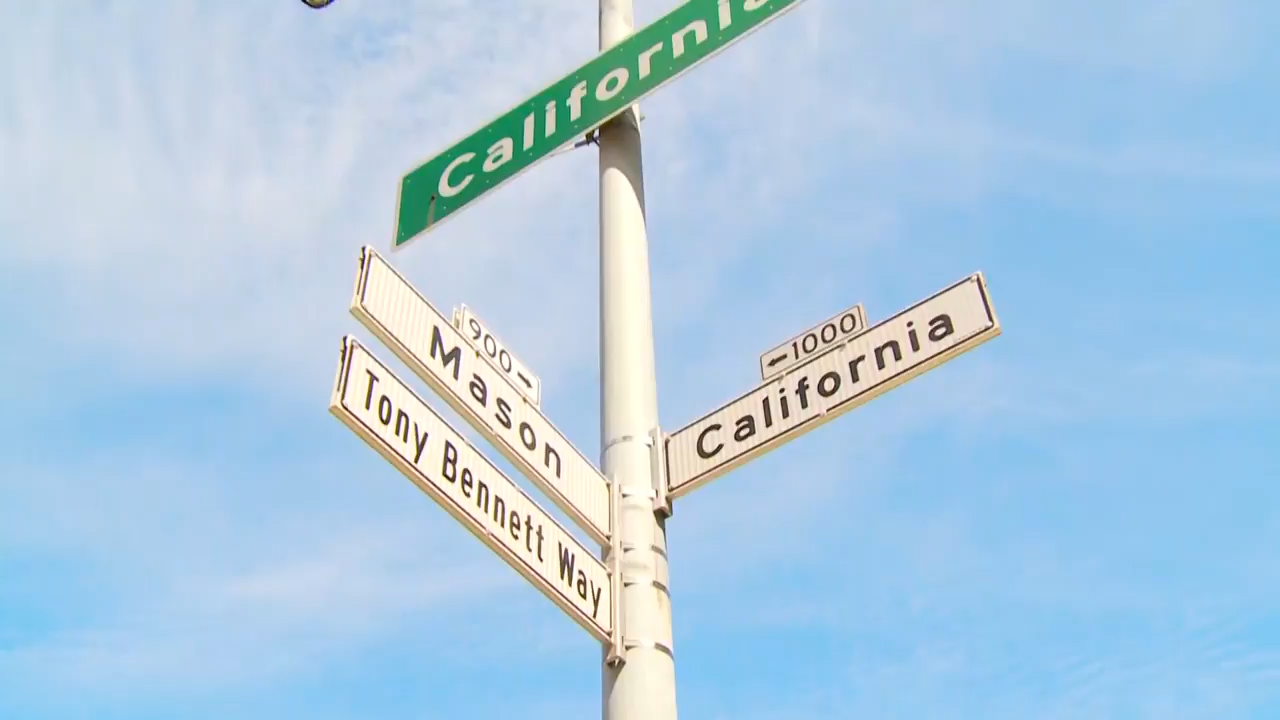 California
900→
Mason
Tony Bennett Way
←1000
California